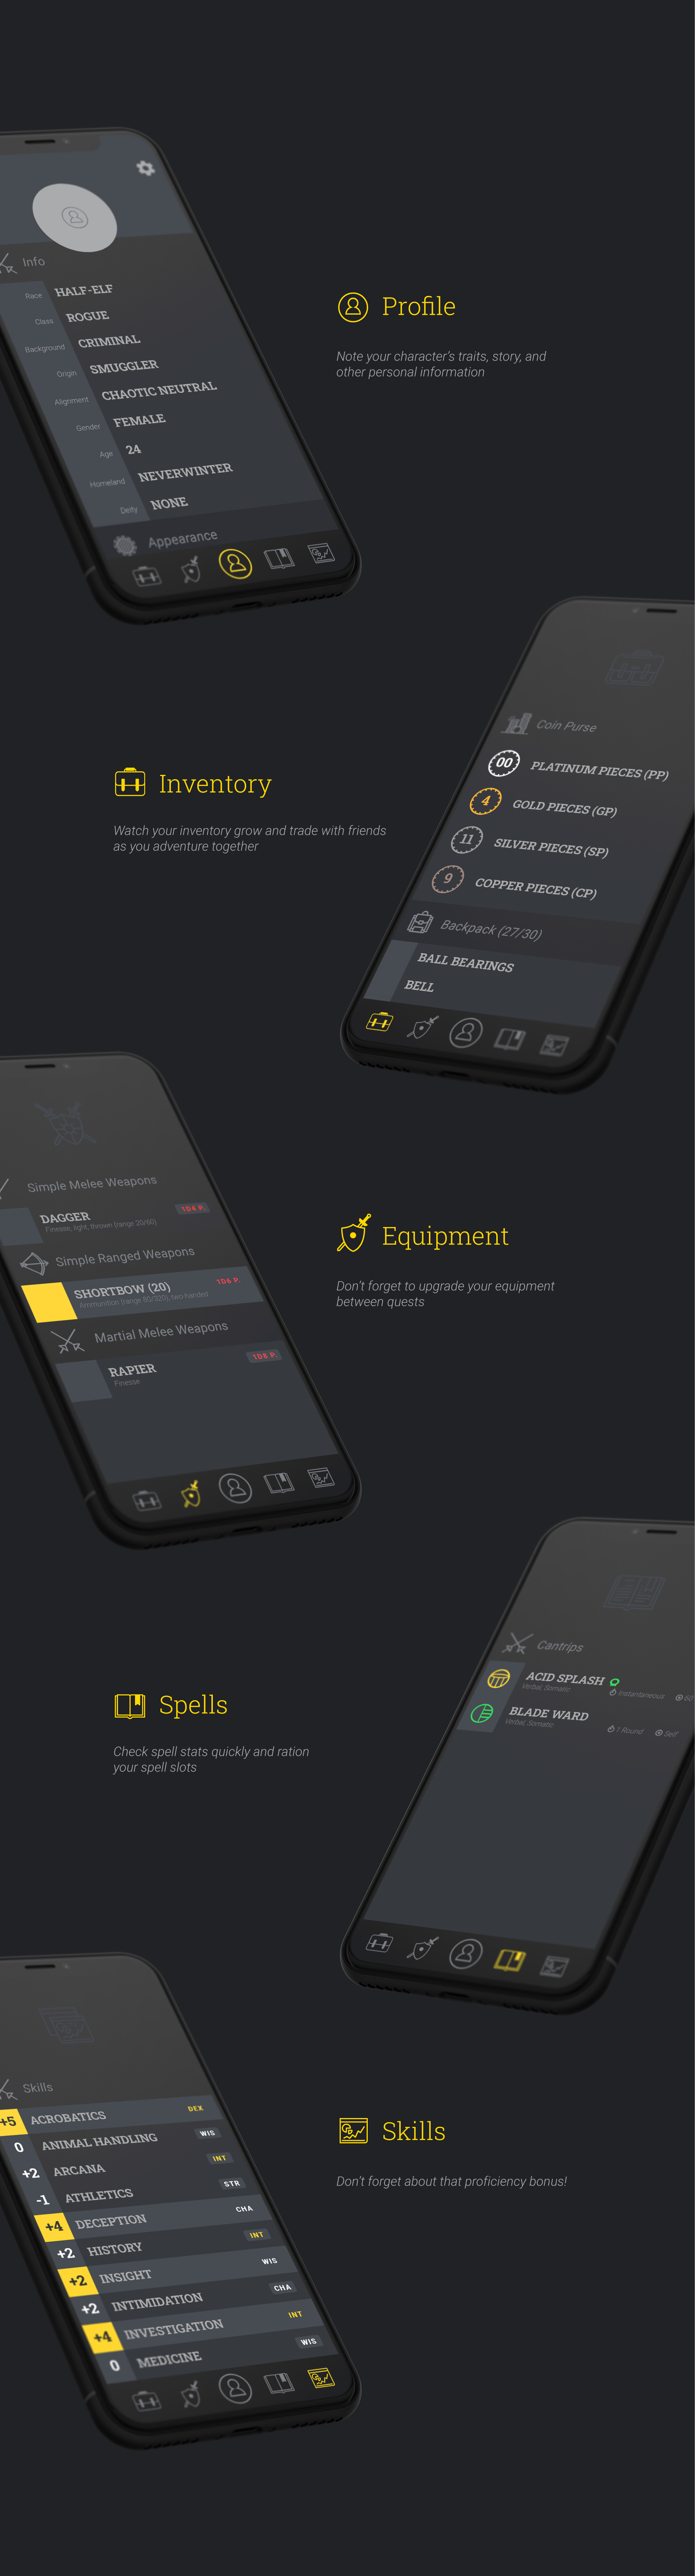 Info
Race HALF-ELF
Class ROGUE
Background CRIMINAL
Origin SMUGGLER
Alignment CHAOTIC NEUTRAL
Gender FEMALE
Age 24
Homeland NEVERWINTER
Deity NONE
Appearance
Profile
Note your character's traits, story, and
other personal information
Coin Purse
00 PLATINUM PIECES (PP)
4 GOLD PIECES (GP)
11 SILVER PIECES (SP)
9 COPPER PIECES (CP)
Backpack (27/30)
BALL BEARINGS
BELL
Inventory
Watch your inventory grow and trade with friends
as you adventure together
Simple Melee Weapons
DAGGER 1D4 P.
Finesse, light, thrown (range 20/60)
Simple Ranged Weapons
SHORTBOW (20) 1D6 P.
Ammunition (range 80/320), two-handed
Martial Melee Weapons
RAPIER 1D8 P.
Finesse
Equipment
Don't forget to upgrade your equipment
between quests
Cantrips
ACID SPLASH
Verbal, Somatic Instantaneous 60
BLADE WARD
Verbal, Somatic 1 Round Self
Spells
Check spell stats quickly and ration
your spell slots
Skills
+5 ACROBATICS DEX
0 ANIMAL HANDLING WIS
+2 ARCANA INT
-1 ATHLETICS STR
+4 DECEPTION CHA
+2 HISTORY INT
+2 INSIGHT WIS
+2 INTIMIDATION CHA
+4 INVESTIGATION INT
0 MEDICINE WIS
Skills
Don't forget about that proficiency bonus!